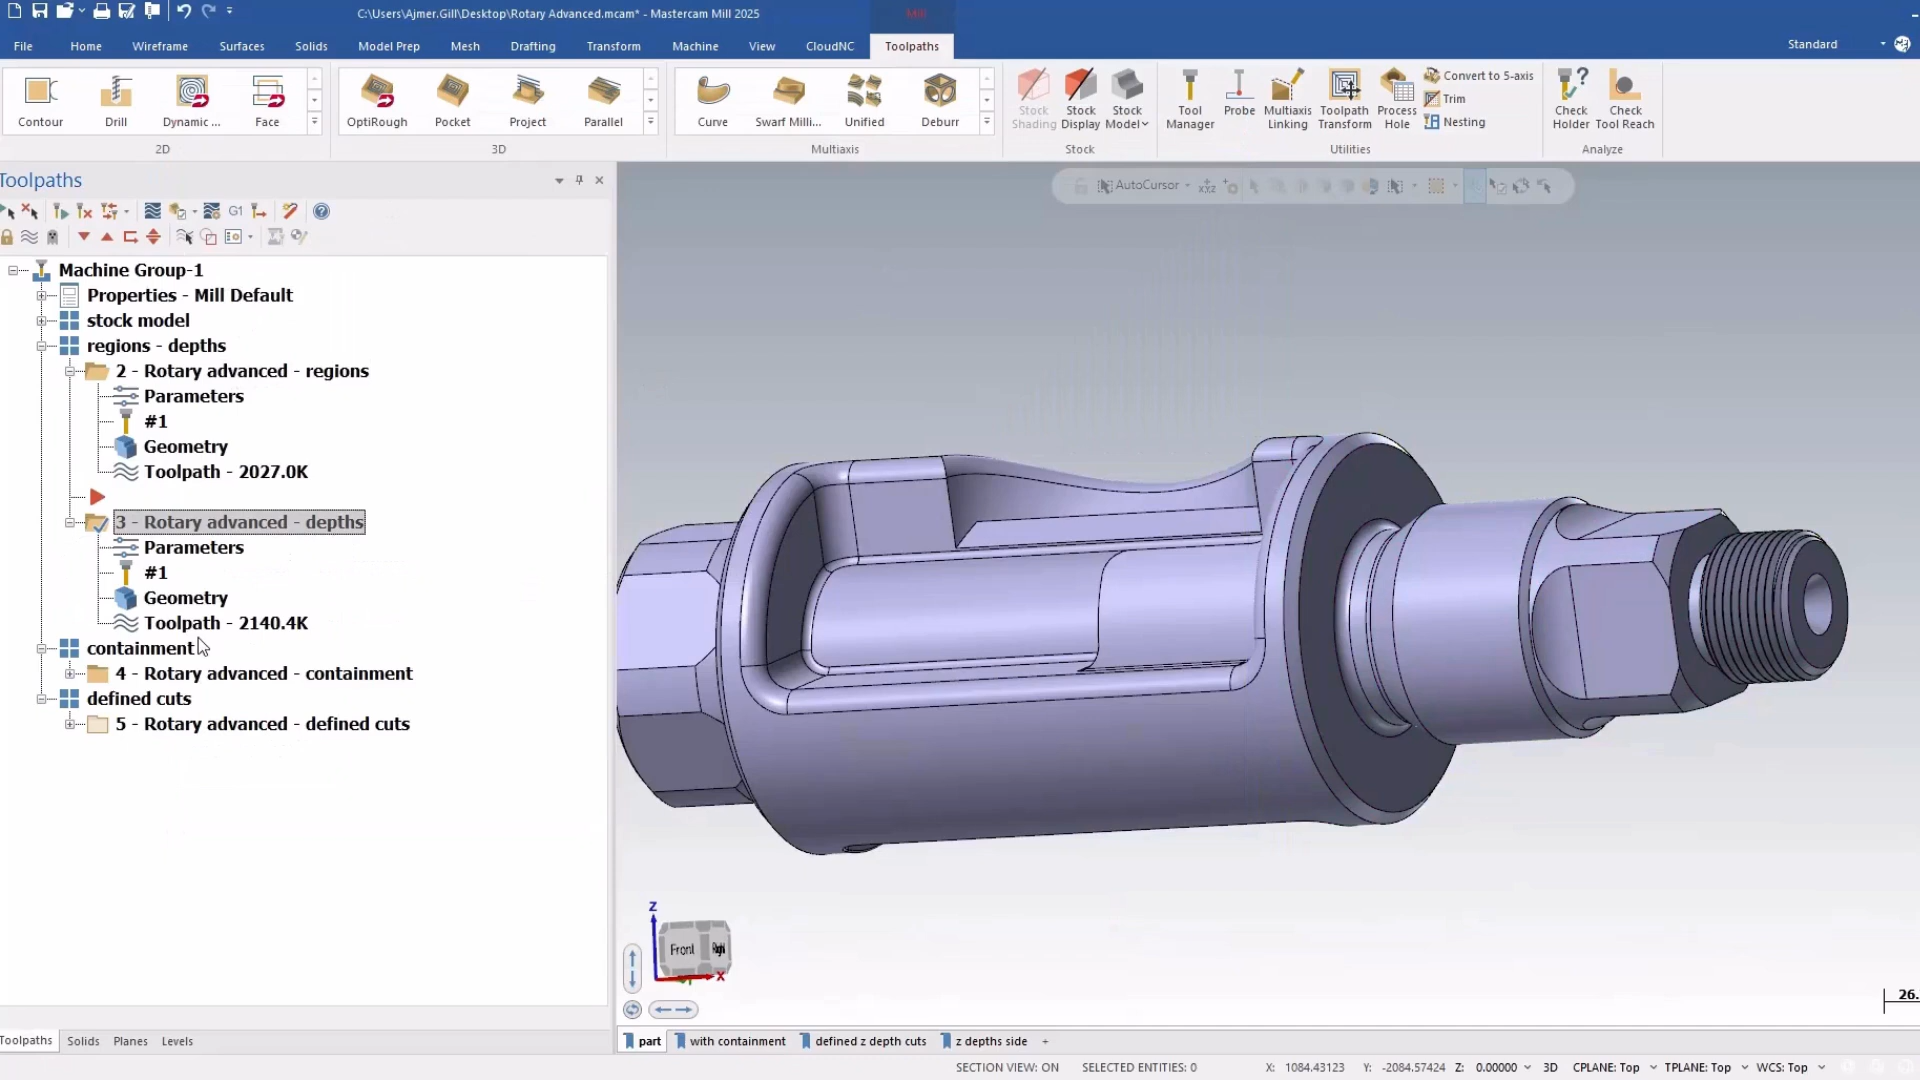 C:\Users\Ajmer.Gill\Desktop\Rotary Advanced.mcam* - Mastercam Mill 2025
Mill
File Home Wireframe Surfaces Solids Model Prep Mesh Drafting Transform Machine View CloudNC Toolpaths
Standard
Contour Drill Dynamic ... Face
2D
OptiRough Pocket Project Parallel
3D
Curve Swarf Milli... Unified Deburr
Multiaxis
Stock Shading
Stock Display
Stock Model
Stock
Tool Manager
Probe
Multiaxis Linking
Toolpath Transform
Process Hole
Convert to 5-axis
Trim
Nesting
Utilities
Check Holder
Check Tool Reach
Analyze
Toolpaths
G1
AutoCursor
Machine Group-1
Properties - Mill Default
stock model
regions - depths
2 - Rotary advanced - regions
Parameters
#1
Geometry
Toolpath - 2027.0K
3 - Rotary advanced - depths
Parameters
#1
Geometry
Toolpath - 2140.4K
containment
4 - Rotary advanced - containment
defined cuts
5 - Rotary advanced - defined cuts
Z
Front Right
X
26.
Toolpaths Solids Planes Levels
part with containment defined z depth cuts z depths side +
SECTION VIEW: ON SELECTED ENTITIES: 0 X: 1084.43123 Y: -2084.57424 Z: 0.00000 3D CPLANE: Top TPLANE: Top WCS: Top